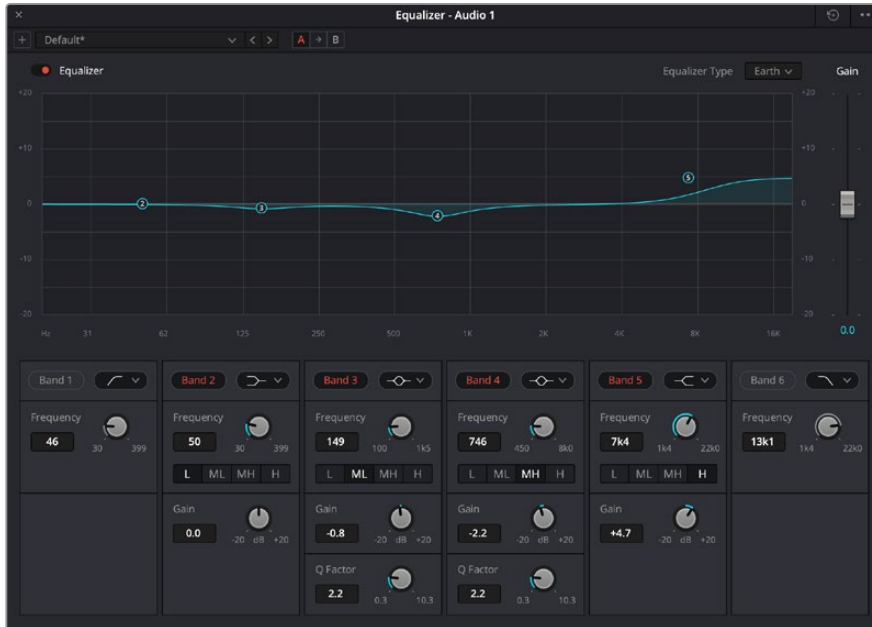 × Equalizer - Audio 1
+ Default* < > A B
Equalizer Equalizer Type Earth Gain
+20 +20
+10 +10
2 3 4 5
0 0
-10 -10
-20 -20
Hz 31 62 125 250 500 1K 2K 4K 8K 16K 0.0
Band 1 Band 2 Band 3 Band 4 Band 5 Band 6
Frequency Frequency Frequency Frequency Frequency Frequency
46 30 399 50 30 399 149 100 1k5 746 450 8k0 7k4 1k4 22k0 13k1 1k4 22k0
L ML MH H L ML MH H L ML MH H L ML MH H
Gain Gain Gain Gain
0.0 -20 dB +20 -0.8 -20 dB +20 -2.2 -20 dB +20 +4.7 -20 dB +20
Q Factor Q Factor
2.2 0.3 10.3 2.2 0.3 10.3